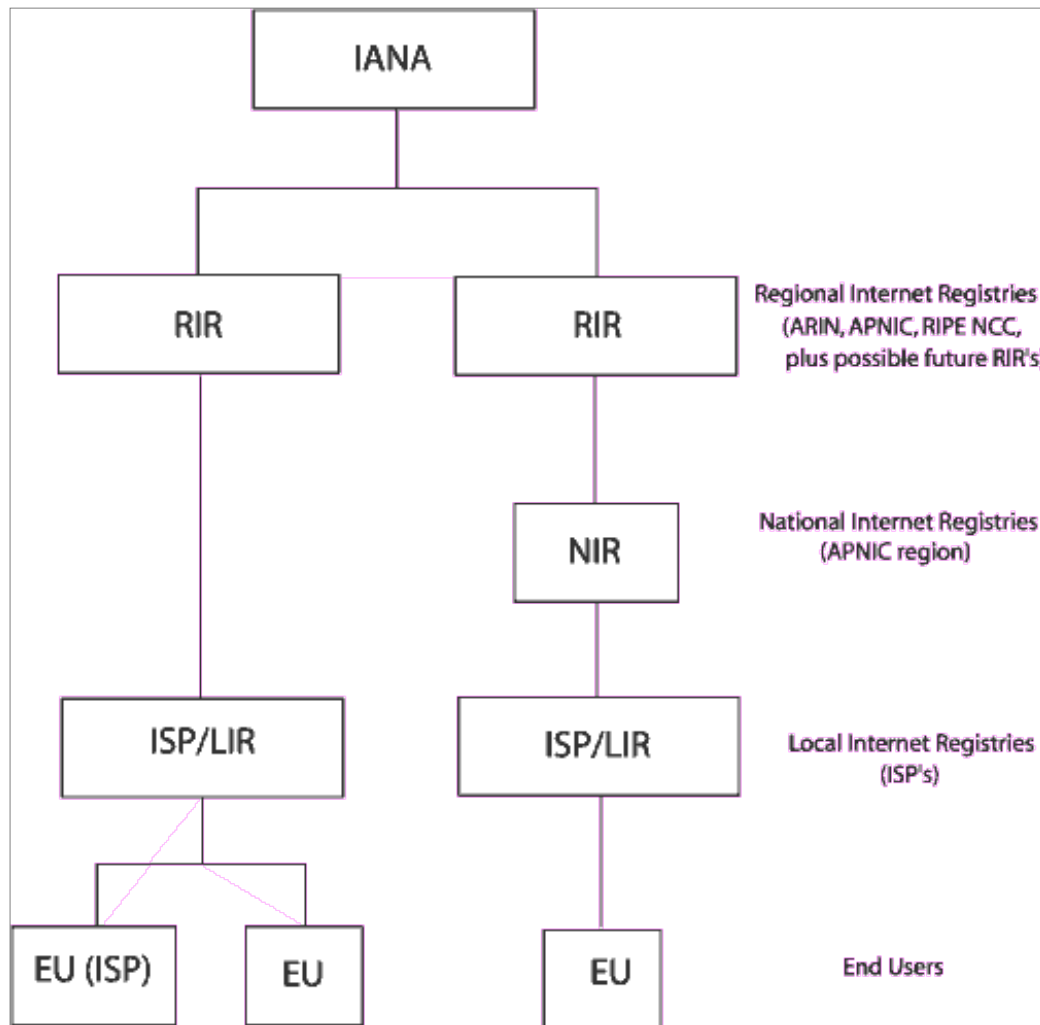 IANA
RIR
RIR
Regional Internet Registries
(ARIN, APNIC, RIPE NCC,
plus possible future RIR's)
NIR
National Internet Registries
(APNIC region)
ISP/LIR
ISP/LIR
Local Internet Registries
(ISP's)
EU (ISP)
EU
EU
End Users